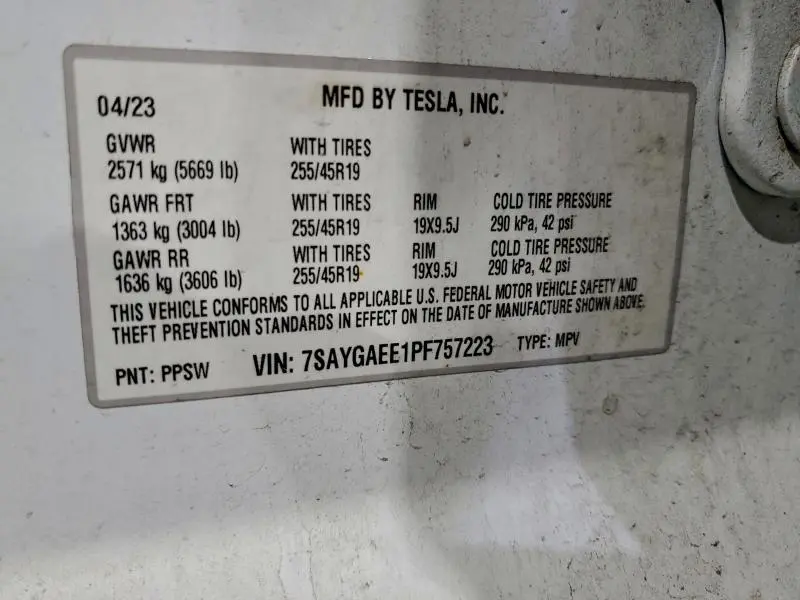 04/23 MFD BY TESLA, INC.
GVWR WITH TIRES
2571 kg (5669 lb) 255/45R19
GAWR FRT WITH TIRES RIM COLD TIRE PRESSURE
1363 kg (3004 lb) 255/45R19 19X9.5J 290 kPa, 42 psi
GAWR RR WITH TIRES RIM COLD TIRE PRESSURE
1636 kg (3606 lb) 255/45R19 19X9.5J 290 kPa, 42 psi
THIS VEHICLE CONFORMS TO ALL APPLICABLE U.S. FEDERAL MOTOR VEHICLE SAFETY AND
THEFT PREVENTION STANDARDS IN EFFECT ON THE DATE OF MANUFACTURE SHOWN ABOVE.
PNT: PPSW VIN: 7SAYGAEE1PF757223 TYPE: MPV